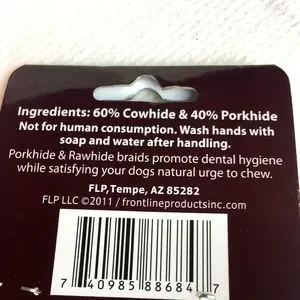 Ingredients: 60% Cowhide & 40% Porkhide
Not for human consumption. Wash hands with
soap and water after handling.
Porkhide & Rawhide braids promote dental hygiene
while satisfying your dogs natural urge to chew.
FLP, Tempe, AZ 85282
FLP LLC ©2011 / frontlineproductsinc.com
7 40985 88684 7